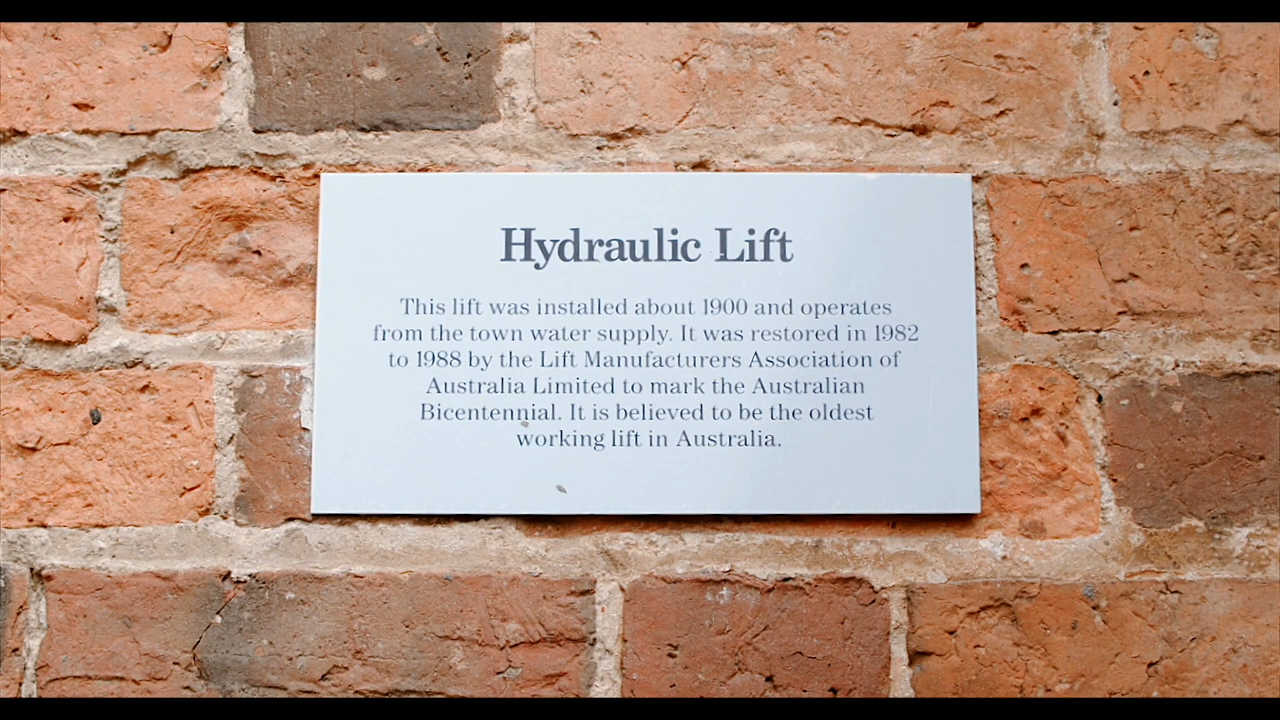 Hydraulic Lift
This lift was installed about 1900 and operates
from the town water supply. It was restored in 1982
to 1988 by the Lift Manufacturers Association of
Australia Limited to mark the Australian
Bicentennial. It is believed to be the oldest
working lift in Australia.